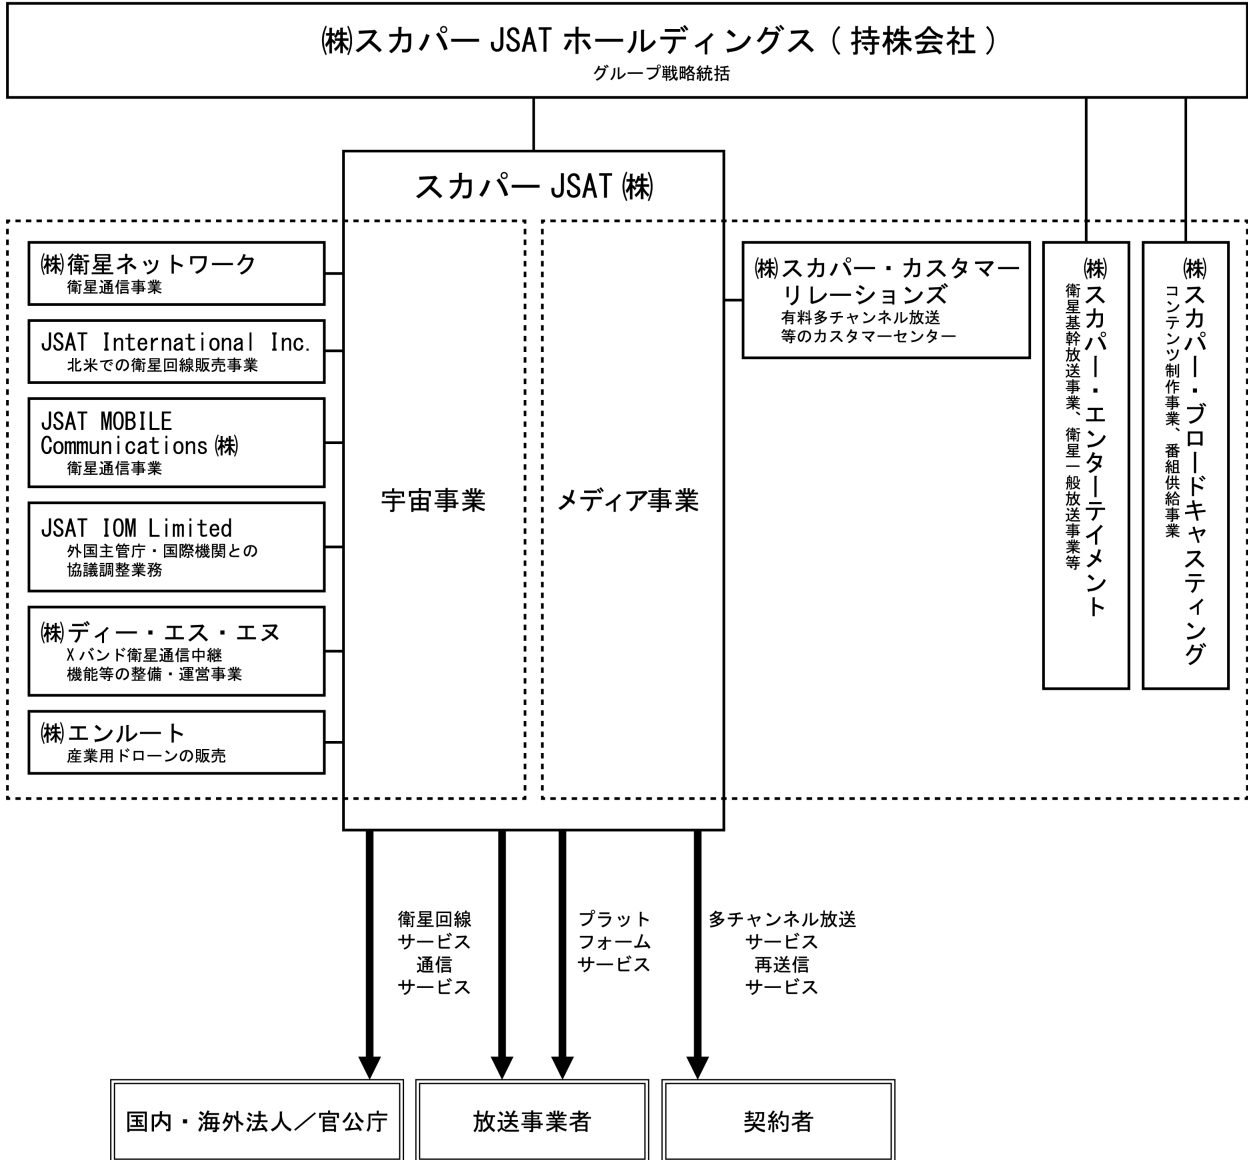 ㈱スカパー JSAT ホールディングス ( 持株会社 )
グループ戦略統括
スカパー JSAT ㈱
㈱衛星ネットワーク
衛星通信事業
JSAT International Inc.
北米での衛星回線販売事業
JSAT MOBILE
Communications ㈱
衛星通信事業
JSAT IOM Limited
外国主管庁・国際機関との
協議調整業務
㈱ディー・エス・エヌ
Xバンド衛星通信中継
機能等の整備・運営事業
㈱エンルート
産業用ドローンの販売
宇宙事業
メディア事業
㈱スカパー・カスタマー
リレーションズ
有料多チャンネル放送
等のカスタマーセンター
㈱スカパー・エンターテイメント
衛星基幹放送事業、衛星一般放送事業等
㈱スカパー・ブロードキャスティング
コンテンツ制作事業、番組供給事業
衛星回線
サービス
通信
サービス
プラット
フォーム
サービス
多チャンネル放送
サービス
再送信
サービス
国内・海外法人／官公庁
放送事業者
契約者